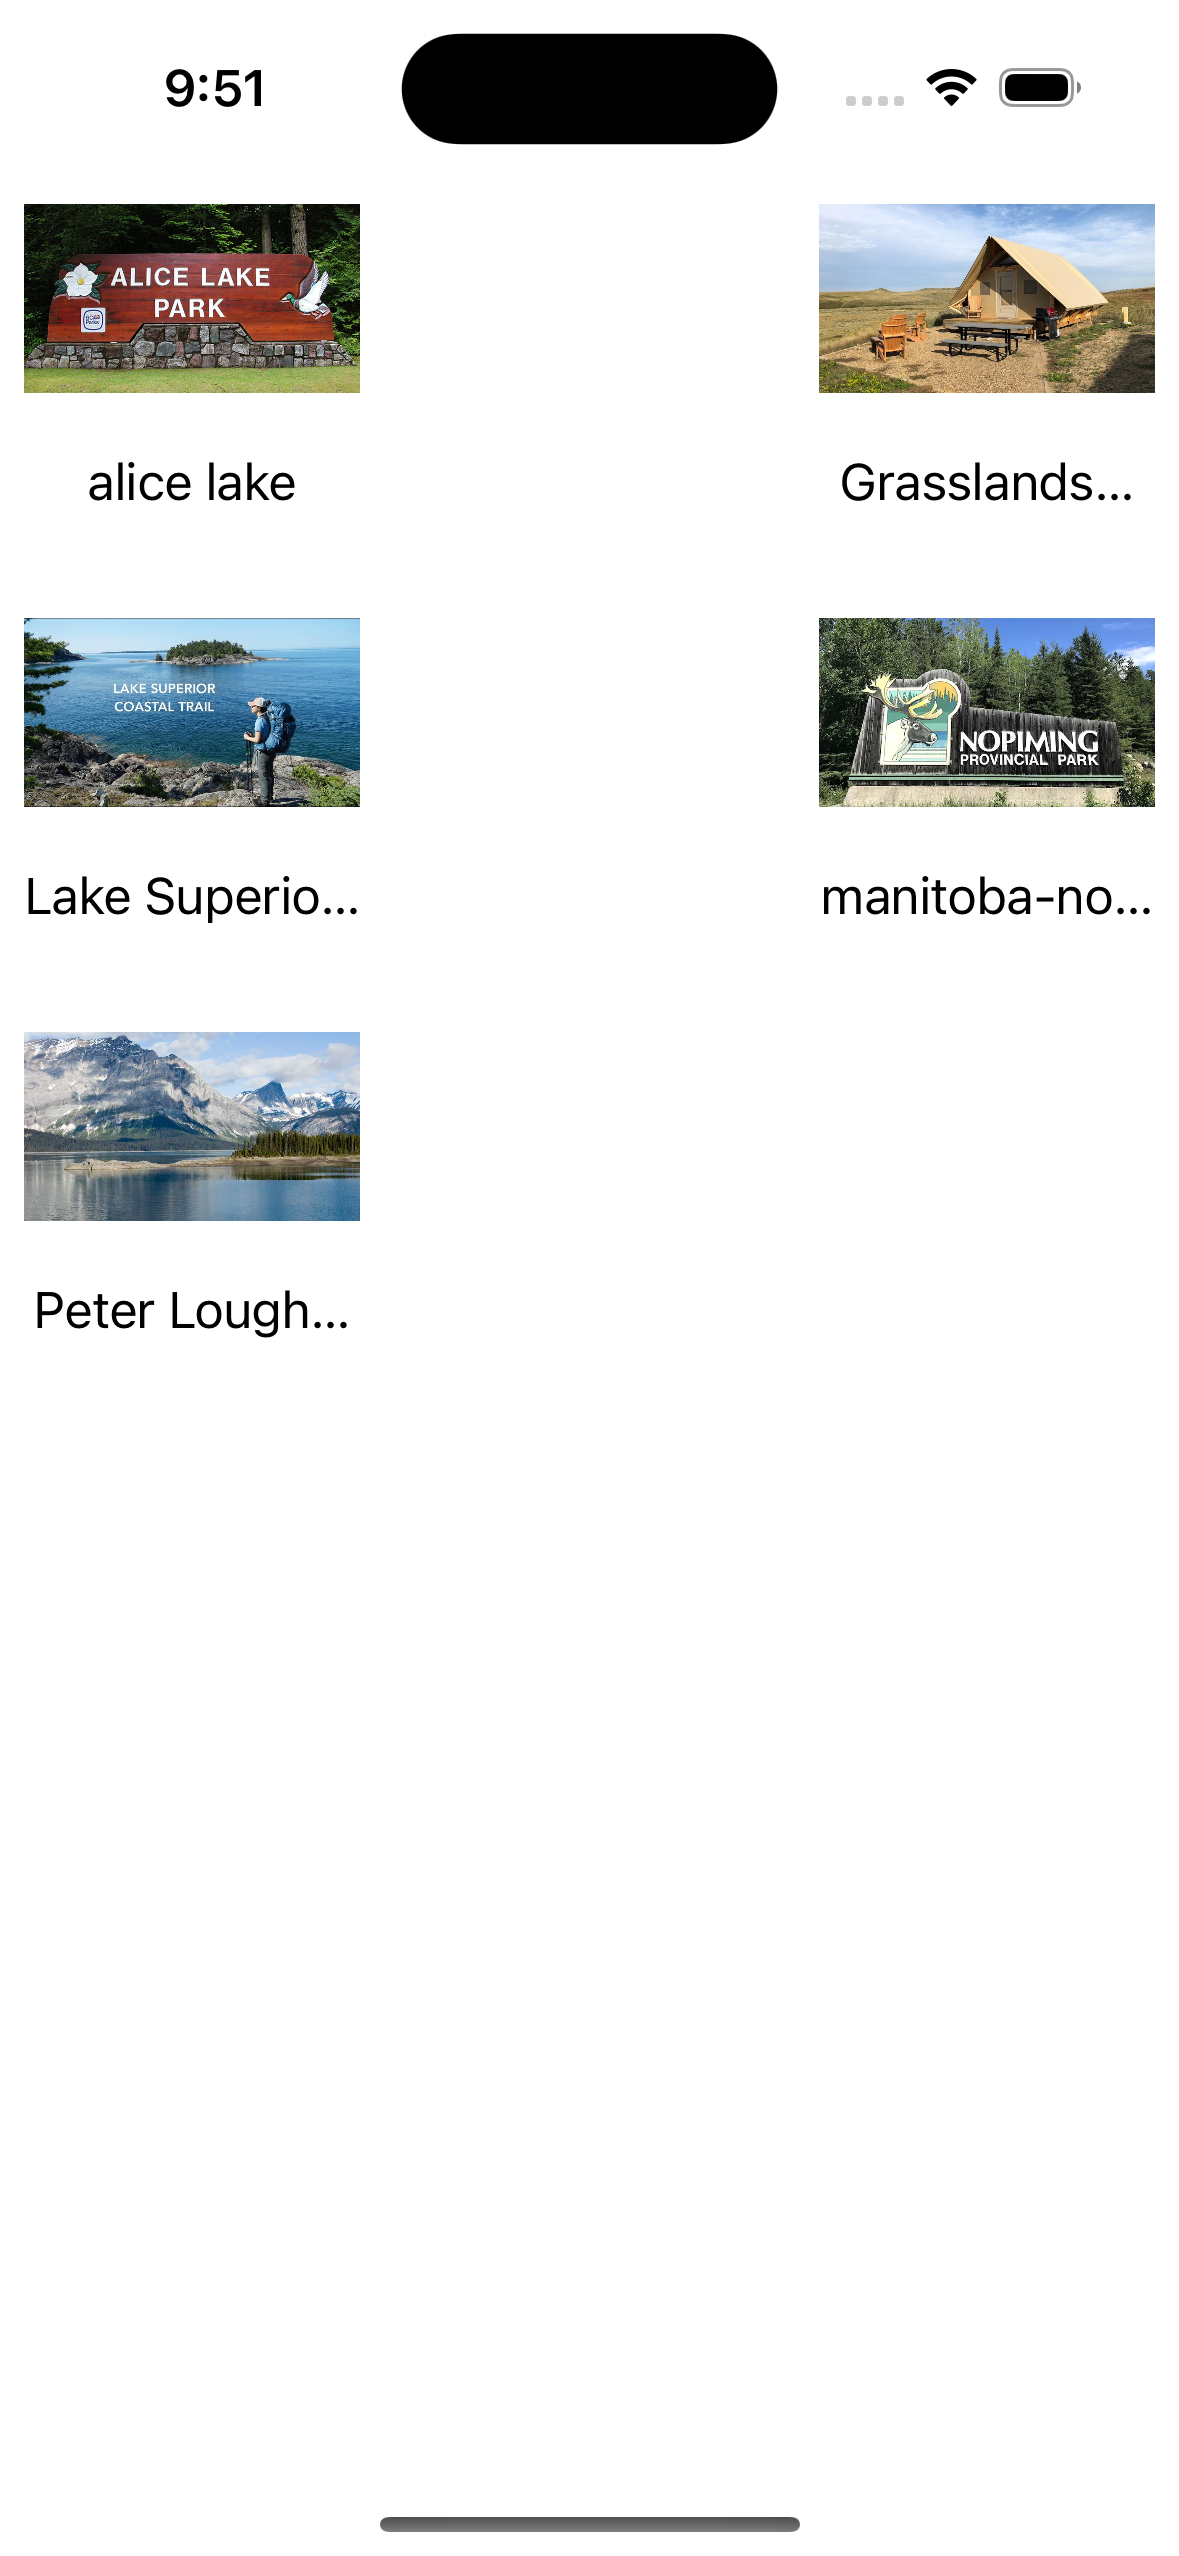 9:51
ALICE LAKE
PARK
alice lake
Grasslands...
LAKE SUPERIOR
COASTAL TRAIL
NOPIMING
PROVINCIAL PARK
Lake Superio...
manitoba-no...
Peter Lough...